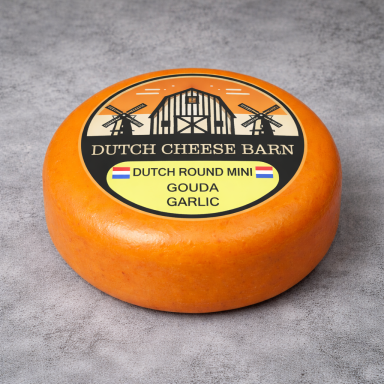 DUTCH CHEESE BARN
DUTCH ROUND MINI
GOUDA
GARLIC